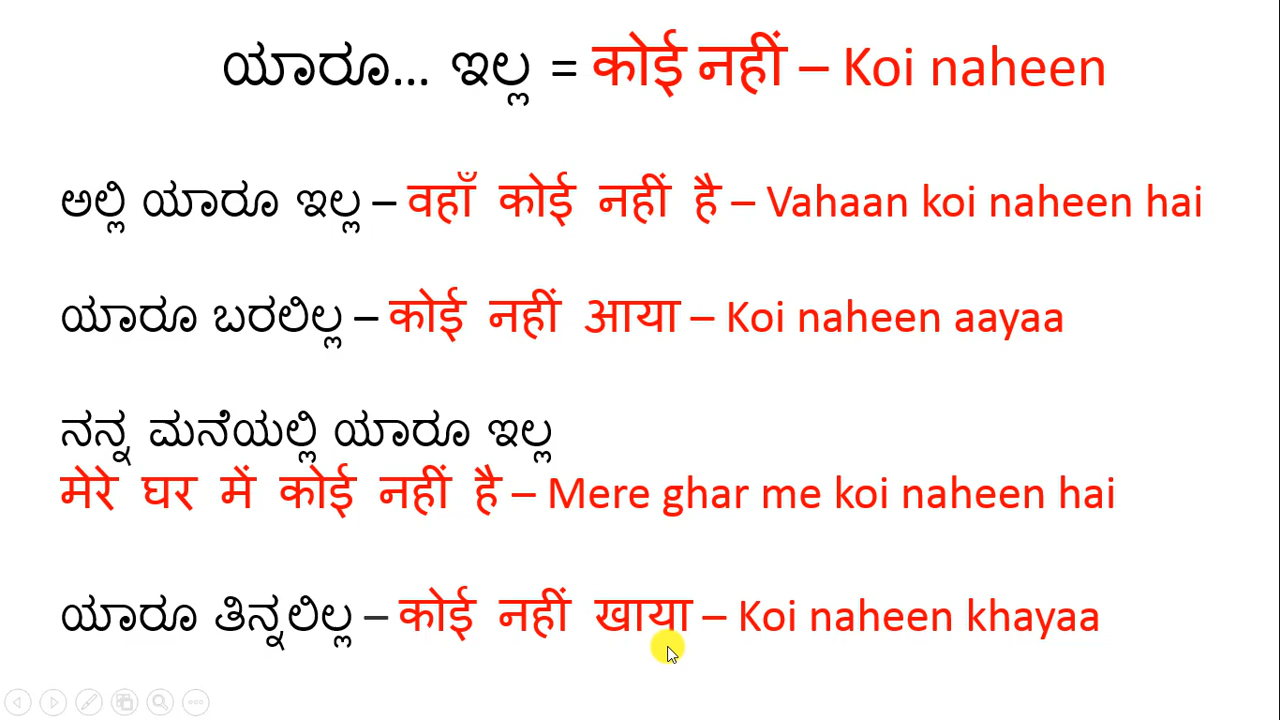 ಯಾರೂ... ಇಲ್ಲ = कोई नहीं – Koi naheen
ಅಲ್ಲಿ ಯಾರೂ ಇಲ್ಲ – वहाँ कोई नहीं है – Vahaan koi naheen hai
ಯಾರೂ ಬರಲಿಲ್ಲ – कोई नहीं आया – Koi naheen aayaa
ನನ್ನ ಮನೆಯಲ್ಲಿ ಯಾರೂ ಇಲ್ಲ
मेरे घर में कोई नहीं है – Mere ghar me koi naheen hai
ಯಾರೂ ತಿನ್ನಲಿಲ್ಲ – कोई नहीं खाया – Koi naheen khayaa